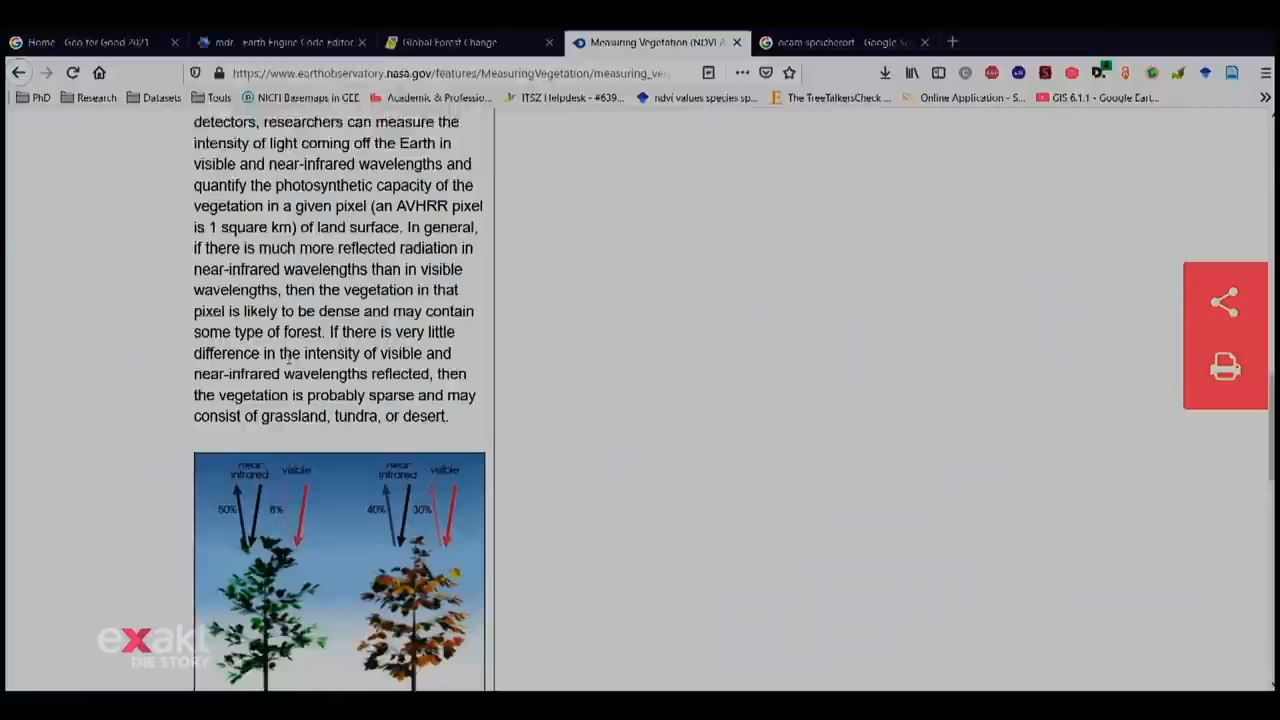 Home - Geo for Good 2021
mdr - Earth Engine Code Editor
Global Forest Change
Measuring Vegetation (NDVI &
ocam speicherort - Google Se
https://www.earthobservatory.nasa.gov/features/MeasuringVegetation/measuring_ve
PhD
Research
Datasets
Tools
NICFI Basemaps in GEE
Academic & Professio...
ITSZ Helpdesk - #639...
ndvi values species sp...
The TreeTalkersCheck ...
Online Application - S...
GIS 6.1.1 - Google Eart...
detectors, researchers can measure the
intensity of light coming off the Earth in
visible and near-infrared wavelengths and
quantify the photosynthetic capacity of the
vegetation in a given pixel (an AVHRR pixel
is 1 square km) of land surface. In general,
if there is much more reflected radiation in
near-infrared wavelengths than in visible
wavelengths, then the vegetation in that
pixel is likely to be dense and may contain
some type of forest. If there is very little
difference in the intensity of visible and
near-infrared wavelengths reflected, then
the vegetation is probably sparse and may
consist of grassland, tundra, or desert.
near
infrared
visible
near
infrared
visible
50%
8%
40%
30%
exakt
DIE STORY